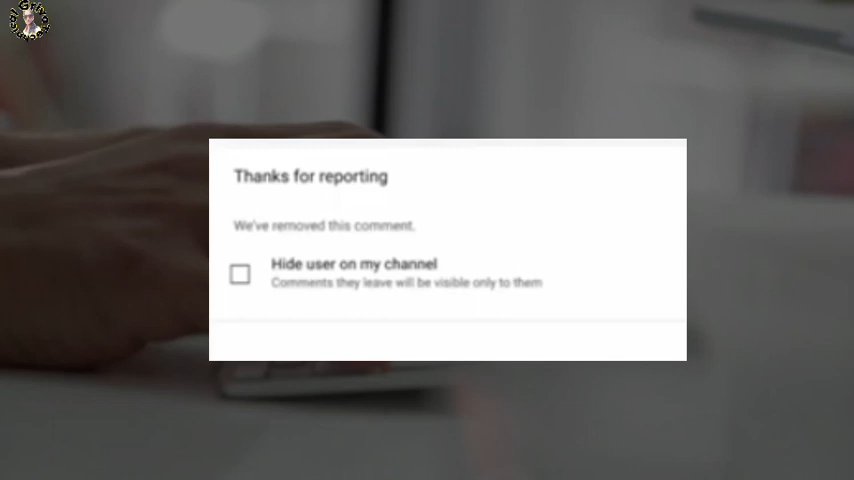 Thanks for reporting
We've removed this comment.
Hide user on my channel
Comments they leave will be visible only to them